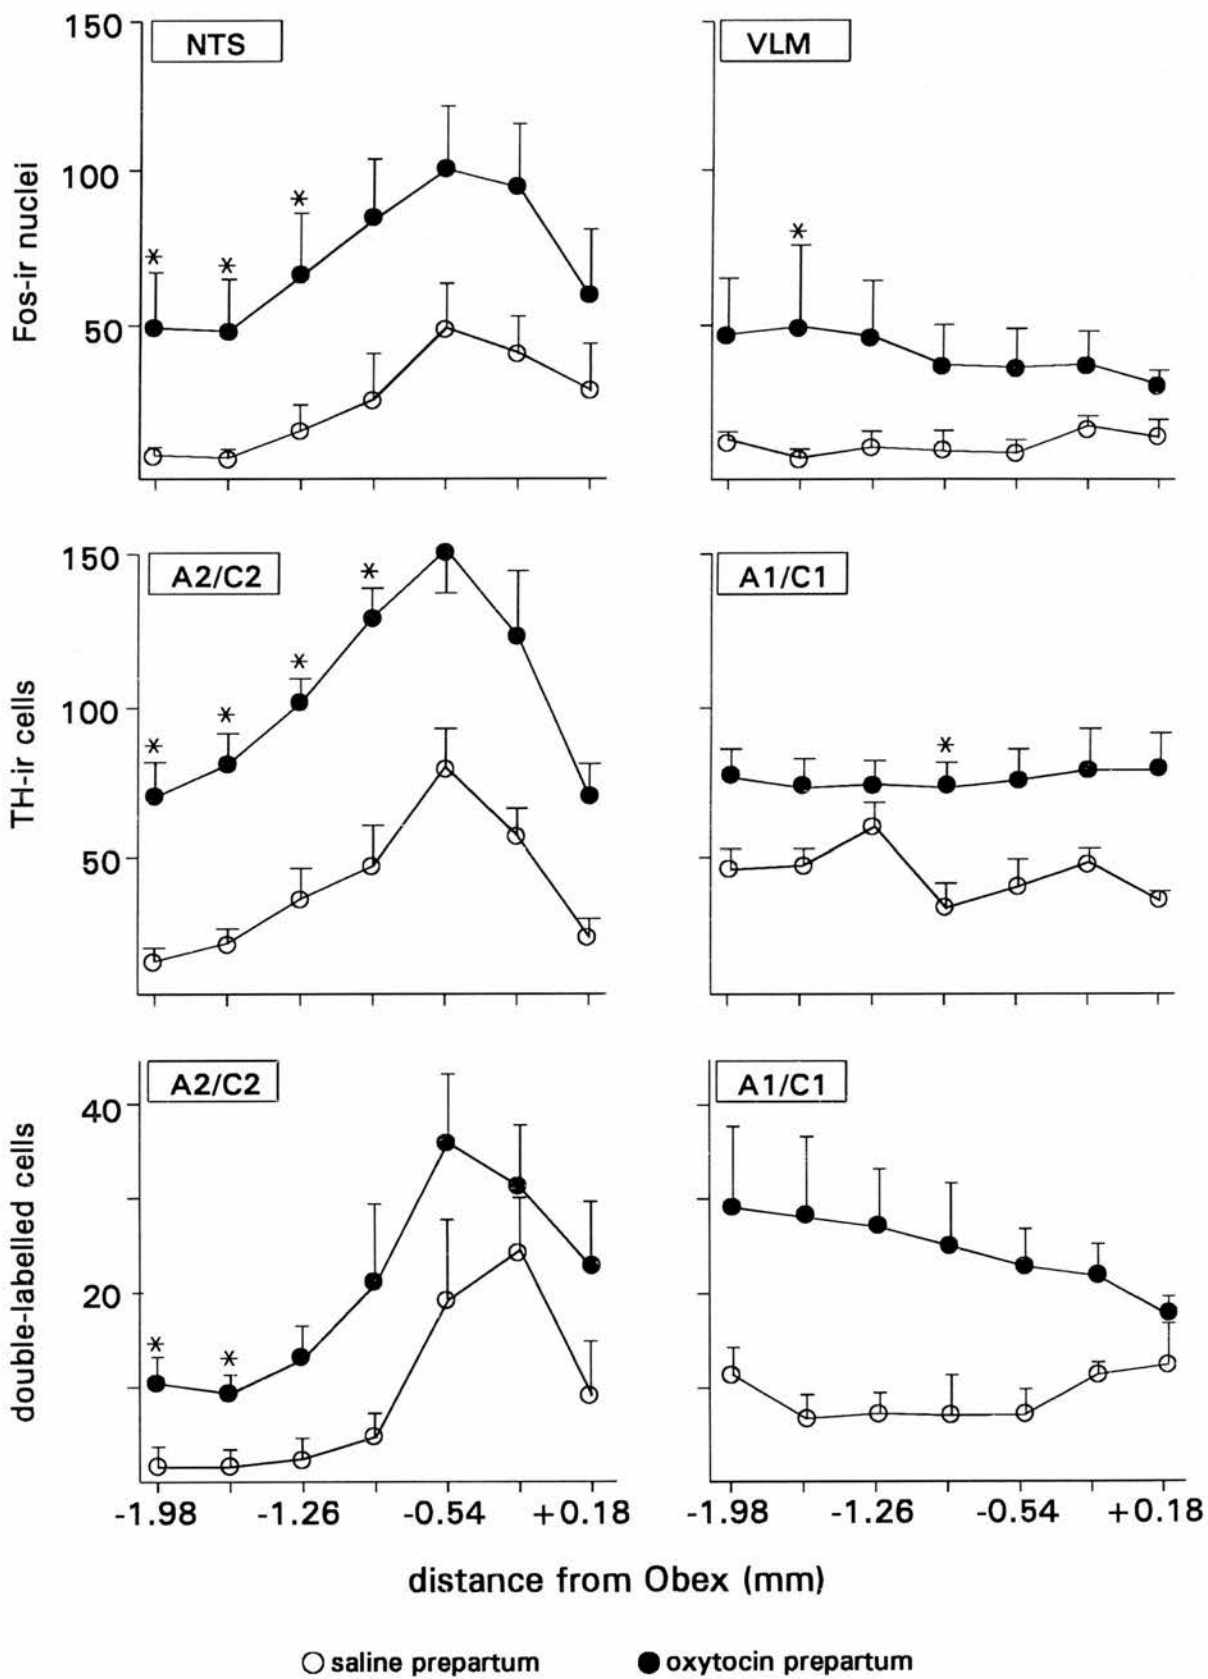 150
NTS
VLM
100
50
Fos-ir nuclei
* * *
*
150
A2/C2
A1/C1
100
50
TH-ir cells
* * * *
*
A2/C2
A1/C1
40
20
double-labelled cells
* *
-1.98 -1.26 -0.54 +0.18
-1.98 -1.26 -0.54 +0.18
distance from Obex (mm)
saline prepartum
oxytocin prepartum